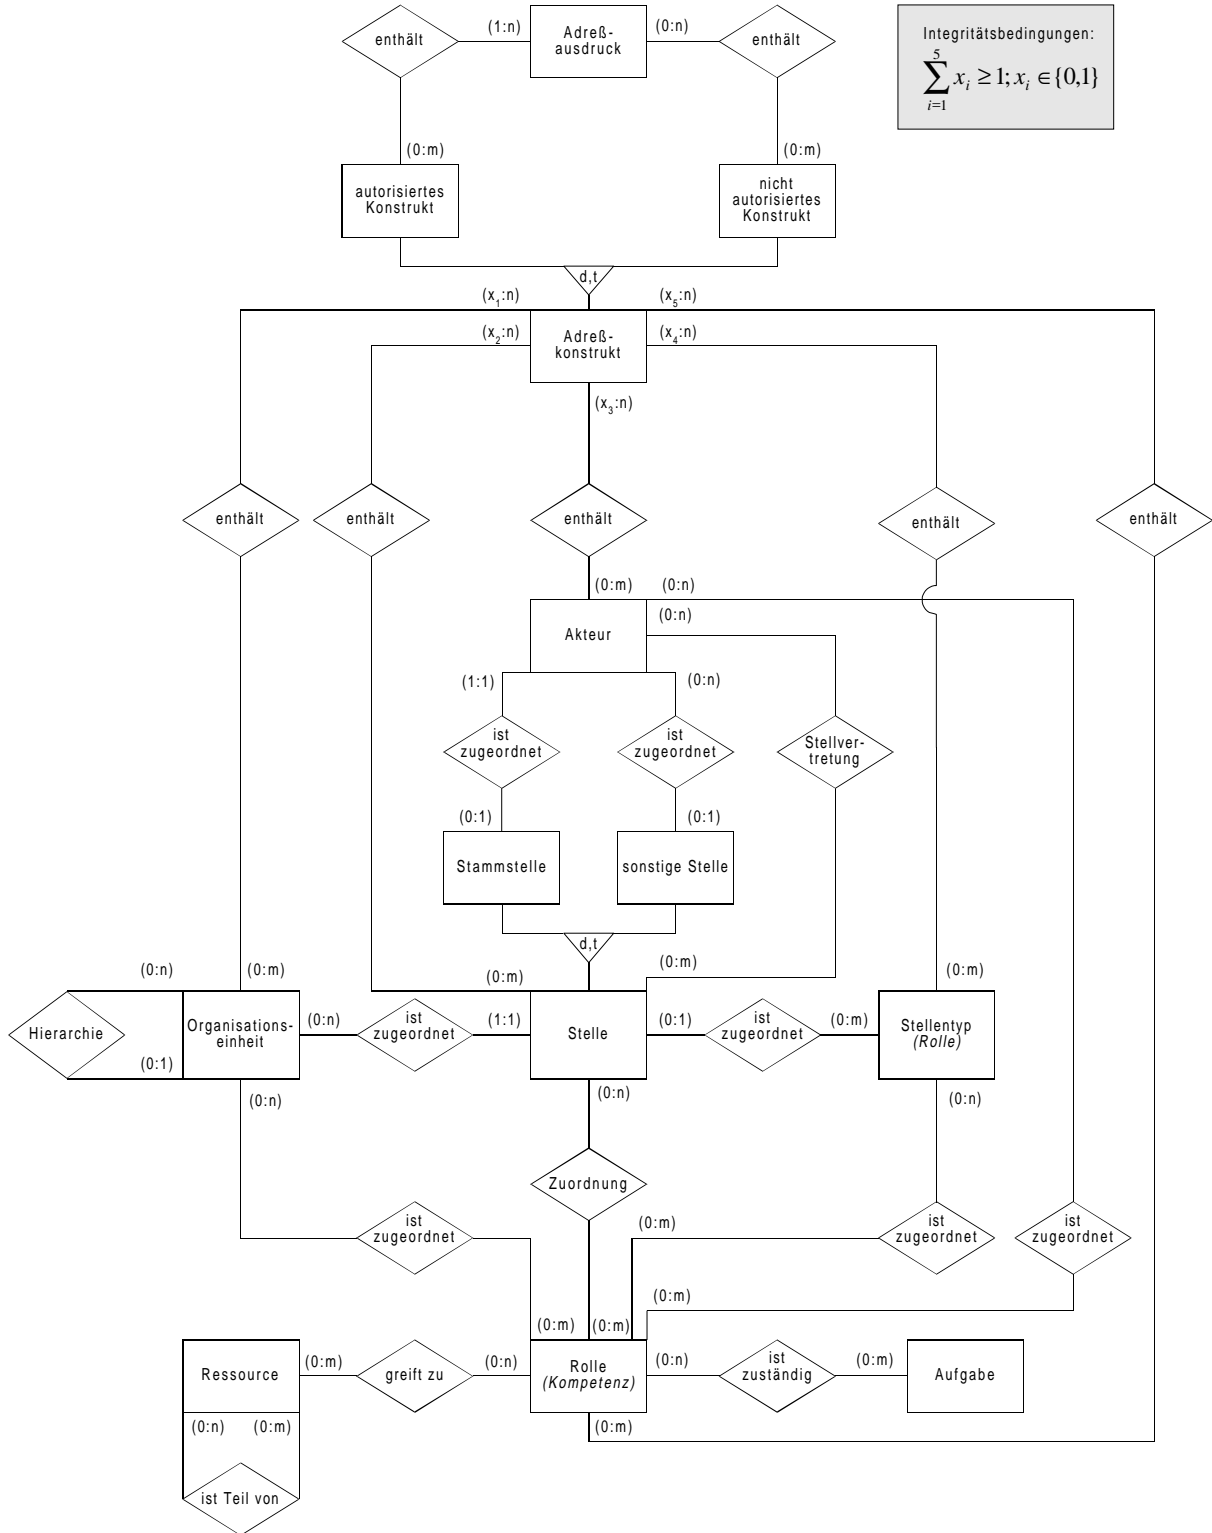 enthält
(1:n)
Adreß-
ausdruck
(0:n)
enthält
Integritätsbedingungen:
5
∑ x_i ≥ 1; x_i ∈ {0,1}
i=1
(0:m)
(0:m)
autorisiertes
Konstrukt
nicht
autorisiertes
Konstrukt
d,t
(x_1:n)
(x_5:n)
(x_2:n)
Adreß-
konstrukt
(x_4:n)
(x_3:n)
enthält
enthält
enthält
enthält
enthält
(0:m)
(0:n)
(0:n)
Akteur
(1:1)
(0:n)
ist
zugeordnet
ist
zugeordnet
Stellver-
tretung
(0:1)
(0:1)
Stammstelle
sonstige Stelle
d,t
(0:n)
(0:m)
(0:m)
(0:m)
(0:m)
Hierarchie
(0:1)
Organisations-
einheit
(0:n)
ist
zugeordnet
(1:1)
Stelle
(0:1)
ist
zugeordnet
(0:m)
Stellentyp
(Rolle)
(0:n)
(0:n)
(0:n)
Zuordnung
ist
zugeordnet
(0:m)
ist
zugeordnet
ist
zugeordnet
(0:m)
(0:m)
(0:m)
Ressource
(0:m)
greift zu
(0:n)
Rolle
(Kompetenz)
(0:n)
ist
zuständig
(0:m)
Aufgabe
(0:n)
(0:m)
(0:m)
ist Teil von